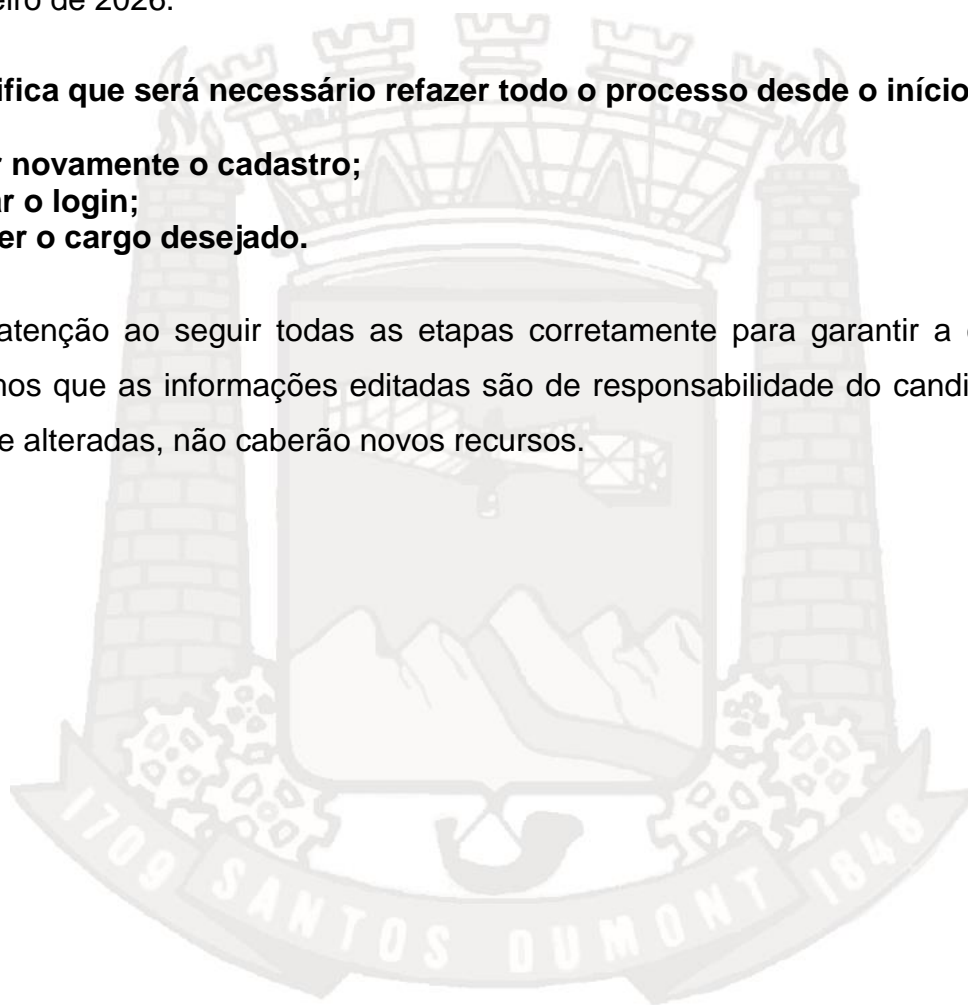 eiro de 2026.
ifica que será necessário refazer todo o processo desde o início
r novamente o cadastro;
ar o login;
er o cargo desejado.
atenção ao seguir todas as etapas corretamente para garantir a
nos que as informações editadas são de responsabilidade do candi
e alteradas, não caberão novos recursos.
1709 SANTOS DUMONT 1848